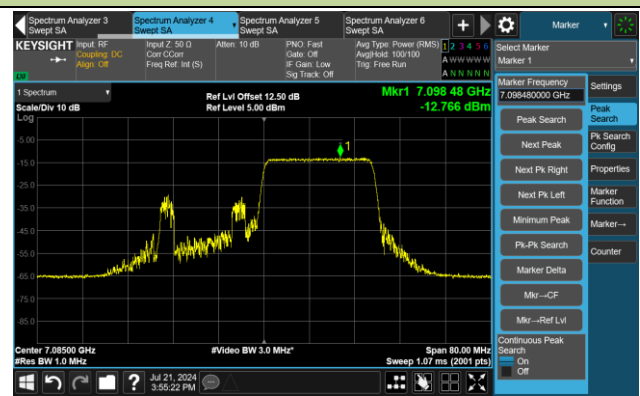 Spectrum Analyzer 3
Swept SA
Spectrum Analyzer 4
Swept SA
Spectrum Analyzer 5
Swept SA
Spectrum Analyzer 6
Swept SA
+
Marker
KEYSIGHT
Input: RF
Coupling: DC
Align: Off
Input Z: 50 Ω
Corr CCorr
Freq Ref: Int (S)
Atten: 10 dB
PNO: Fast
Gate: Off
IF Gain: Low
Sig Track: Off
Avg Type: Power (RMS)
Avg|Hold: 100/100
Trig: Free Run
1 2 3 4 5 6
A W W W W W
A N N N N N
LVI
Select Marker
Marker 1
1 Spectrum
Scale/Div 10 dB
Log
Ref Lvl Offset 12.50 dB
Ref Level 5.00 dBm
Mkr1 7.098 48 GHz
-12.766 dBm
1
-5.00
-15.0
-25.0
-35.0
-45.0
-55.0
-65.0
-75.0
-85.0
Center 7.08500 GHz
#Res BW 1.0 MHz
#Video BW 3.0 MHz*
Span 80.00 MHz
Sweep 1.07 ms (2001 pts)
Marker Frequency
7.098480000 GHz
Peak Search
Next Peak
Next Pk Right
Next Pk Left
Minimum Peak
Pk-Pk Search
Marker Delta
Mkr→CF
Mkr→Ref Lvl
Continuous Peak
Search
On
Off
Settings
Peak
Search
Pk Search
Config
Properties
Marker
Function
Marker→
Counter
?
Jul 21, 2024
3:55:22 PM